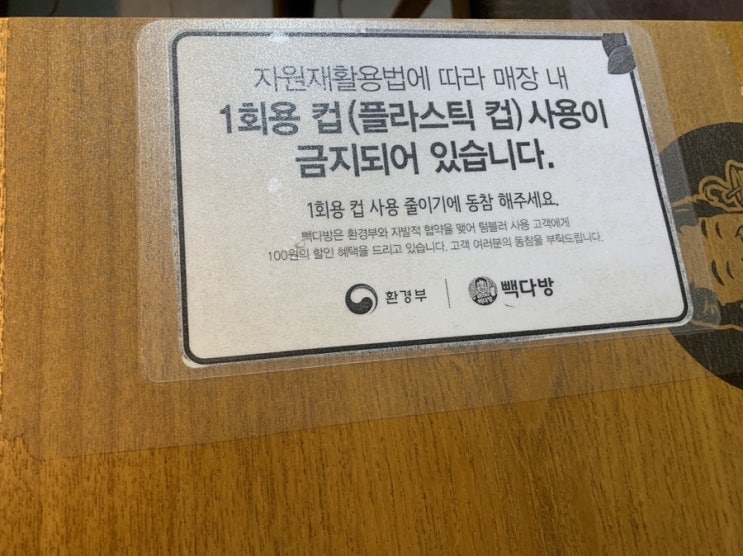 자원재활용법에 따라 매장 내
1회용 컵(플라스틱 컵)사용이
금지되어 있습니다.
1회용 컵 사용 줄이기에 동참 해주세요.
빽다방은 환경부와 자발적 협약을 맺어 텀블러 사용 고객에게
100원의 할인 혜택을 드리고 있습니다. 고객 여러분의 동참을 부탁드립니다.
환경부 빽다방